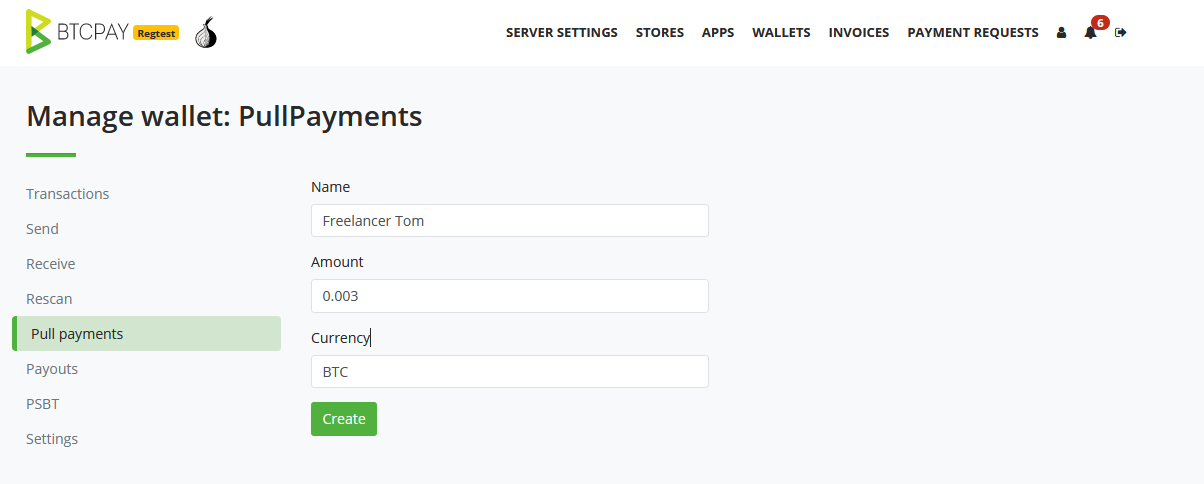 BTCPAY Regtest
SERVER SETTINGS STORES APPS WALLETS INVOICES PAYMENT REQUESTS 6
Manage wallet: PullPayments
Transactions
Send
Receive
Rescan
Pull payments
Payouts
PSBT
Settings
Name
Freelancer Tom
Amount
0.003
Currency
BTC
Create